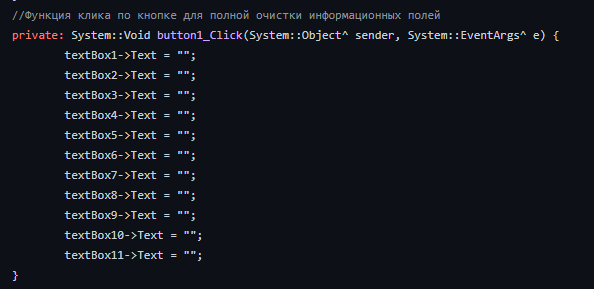 //Функция клика по кнопке для полной очистки информационных полей
private: System::Void button1_Click(System::Object^ sender, System::EventArgs^ e) {
textBox1->Text = "";
textBox2->Text = "";
textBox3->Text = "";
textBox4->Text = "";
textBox5->Text = "";
textBox6->Text = "";
textBox7->Text = "";
textBox8->Text = "";
textBox9->Text = "";
textBox10->Text = "";
textBox11->Text = "";
}